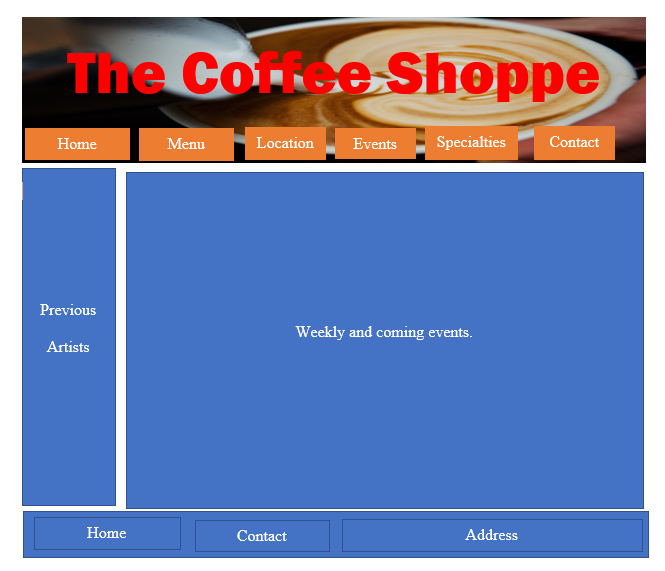 The Coffee Shoppe
Home
Menu
Location
Events
Specialties
Contact
Previous
Artists
Weekly and coming events.
Home
Contact
Address